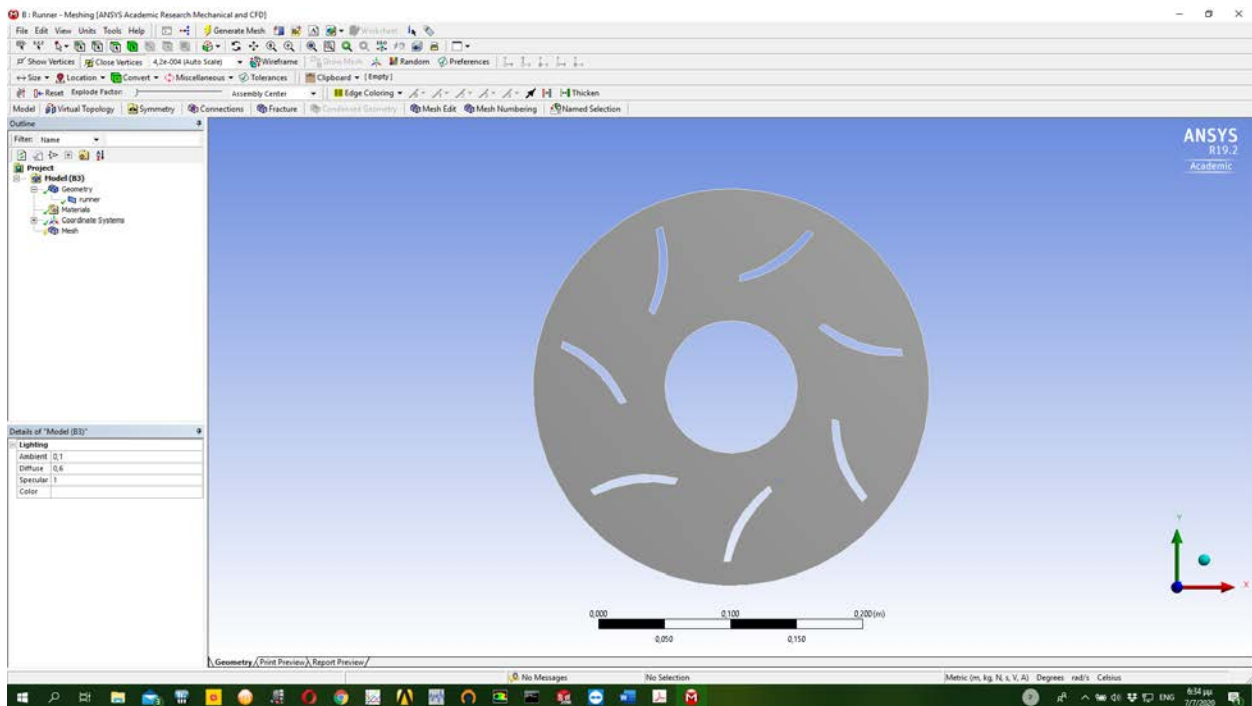 B : Runner - Meshing [ANSYS Academic Research Mechanical and CFD]
File Edit View Units Tools Help Generate Mesh Worksheet
Show Vertices Close Vertices 4,2e-004 (Auto Scale) Wireframe Show Mesh Random Preferences
Size Location Convert Miscellaneous Tolerances Clipboard [Empty]
Reset Explode Factor: Assembly Center Edge Coloring Thicken
Model Virtual Topology Symmetry Connections Fracture Condensed Geometry Mesh Edit Mesh Numbering Named Selection
Outline
Filter: Name
Project
Model (B3)
Geometry
runner
Materials
Coordinate Systems
Mesh
ANSYS
R19.2
Academic
Details of "Model (B3)"
Lighting
Ambient 0,1
Diffuse 0,6
Specular 1
Color
Y
X
0,000 0,100 0,200 (m)
0,050 0,150
Geometry Print Preview Report Preview
No Messages No Selection Metric (m, kg, N, s, V, A) Degrees rad/s Celsius
ENG 6:34 μμ
7/7/2020